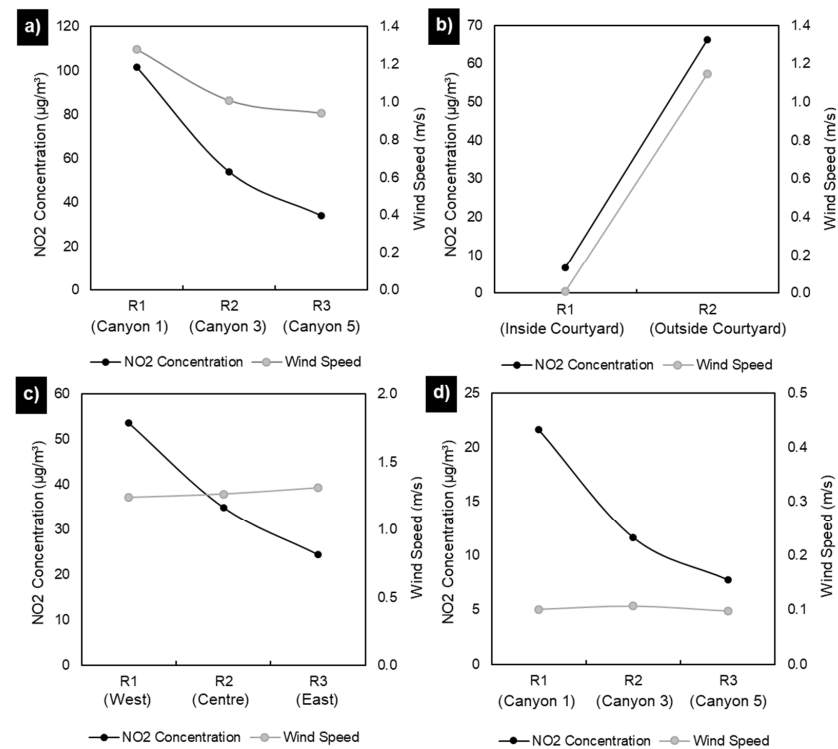 a)
NO2 Concentration (µg/m³)
120
100
80
60
40
20
0
1.4
1.2
1.0
0.8
0.6
0.4
0.2
0.0
Wind Speed (m/s)
R1
(Canyon 1)
R2
(Canyon 3)
R3
(Canyon 5)
NO2 Concentration
Wind Speed
b)
NO2 Concentration (µg/m³)
70
60
50
40
30
20
10
0
1.4
1.2
1.0
0.8
0.6
0.4
0.2
0.0
Wind Speed (m/s)
R1
(Inside Courtyard)
R2
(Outside Courtyard)
NO2 Concentration
Wind Speed
c)
NO2 Concentration (µg/m³)
60
50
40
30
20
10
0
2.0
1.5
1.0
0.5
0.0
Wind Speed (m/s)
R1
(West)
R2
(Centre)
R3
(East)
NO2 Concentration
Wind Speed
d)
NO2 Concentration (µg/m³)
25
20
15
10
5
0
0.5
0.4
0.3
0.2
0.1
0.0
Wind Speed (m/s)
R1
(Canyon 1)
R2
(Canyon 3)
R3
(Canyon 5)
NO2 Concentration
Wind Speed